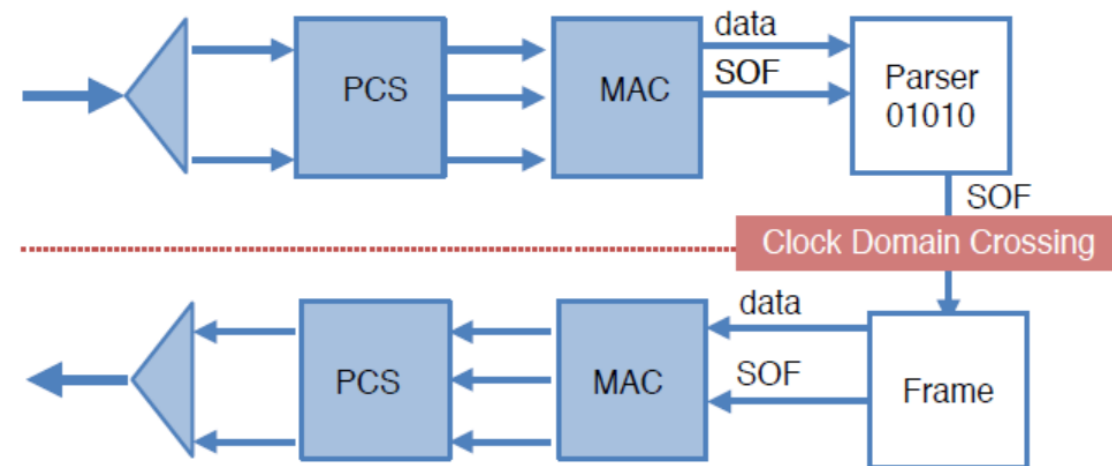 PCS
MAC
data
SOF
Parser
01010
SOF
Clock Domain Crossing
PCS
MAC
data
SOF
Frame